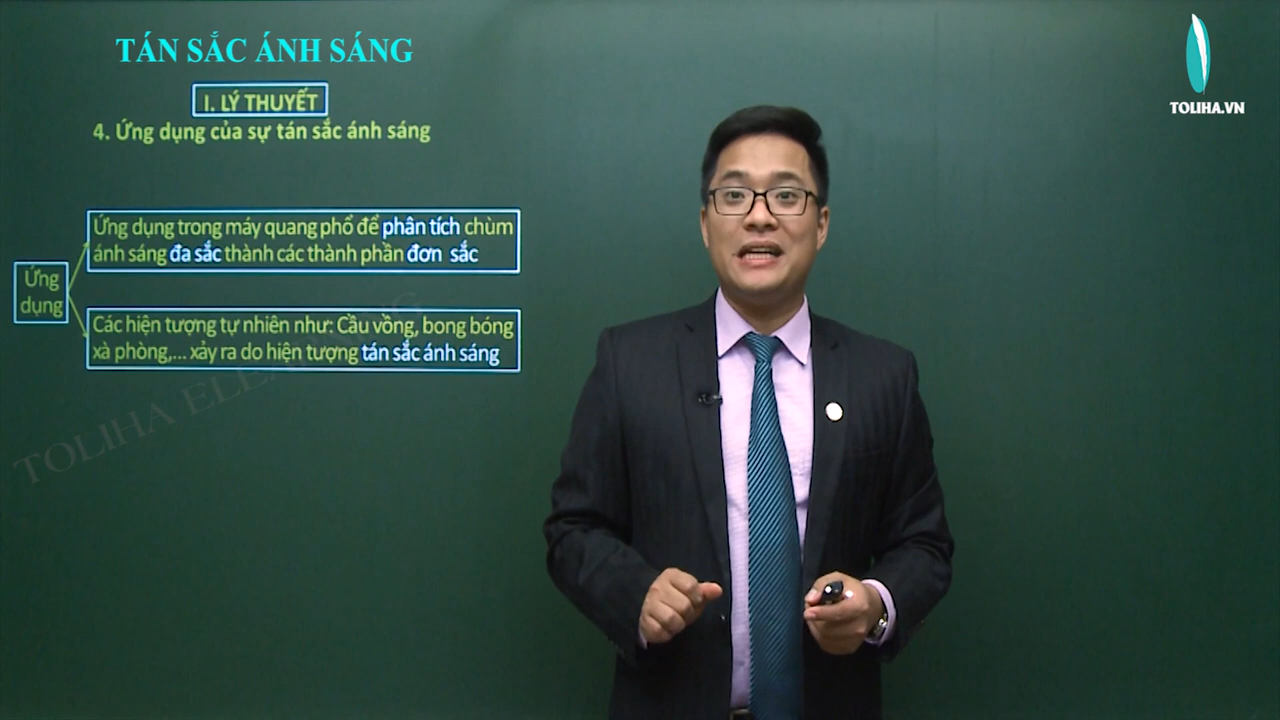 TÁN SẮC ÁNH SÁNG
I. LÝ THUYẾT
4. Ứng dụng của sự tán sắc ánh sáng
Ứng dụng trong máy quang phổ để phân tích chùm
ánh sáng đa sắc thành các thành phần đơn sắc
Ứng
dụng
Các hiện tượng tự nhiên như: Cầu vồng, bong bóng
xà phòng,... xảy ra do hiện tượng tán sắc ánh sáng
TOLIHA ELEARNING
TOLIHA.VN